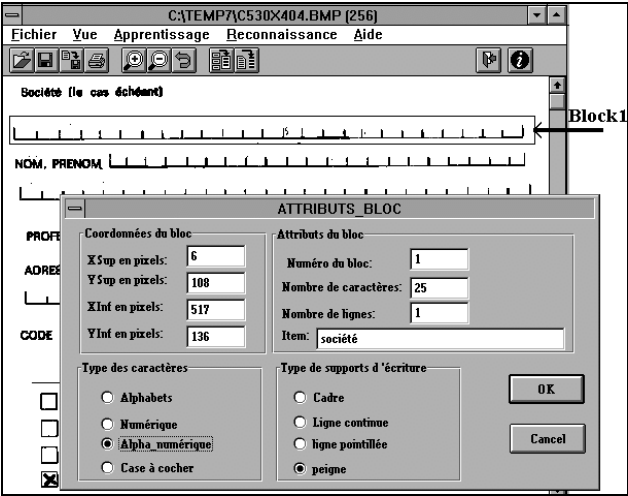 C:\TEMP7\C530X404.BMP (256)
Fichier Vue Apprentissage Reconnaissance Aide
Société (le cas échéant)
Block1
NOM, PRENOM
ATTRIBUTS_BLOC
PROFE
ADREE
CODE
Coordonnées du bloc
XSup en pixels: 6
YSup en pixels: 108
XInf en pixels: 517
YInf en pixels: 136
Attributs du bloc
Numéro du bloc: 1
Nombre de caractères: 25
Nombre de lignes: 1
Item: société
Type des caractères
Alphabets
Numérique
Alpha_numérique
Case à cocher
Type de supports d 'écriture
Cadre
Ligne continue
ligne pointillée
peigne
OK
Cancel